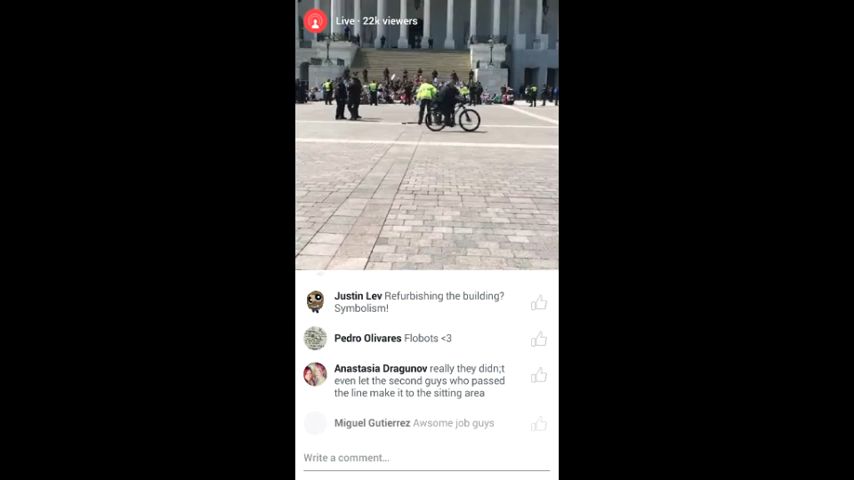 Live · 22k viewers
Justin Lev Refurbishing the building?
Symbolism!
Pedro Olivares Flobots <3
Anastasia Dragunov really they didn;t
even let the second guys who passed
the line make it to the sitting area
Miguel Gutierrez Awsome job guys
Write a comment...